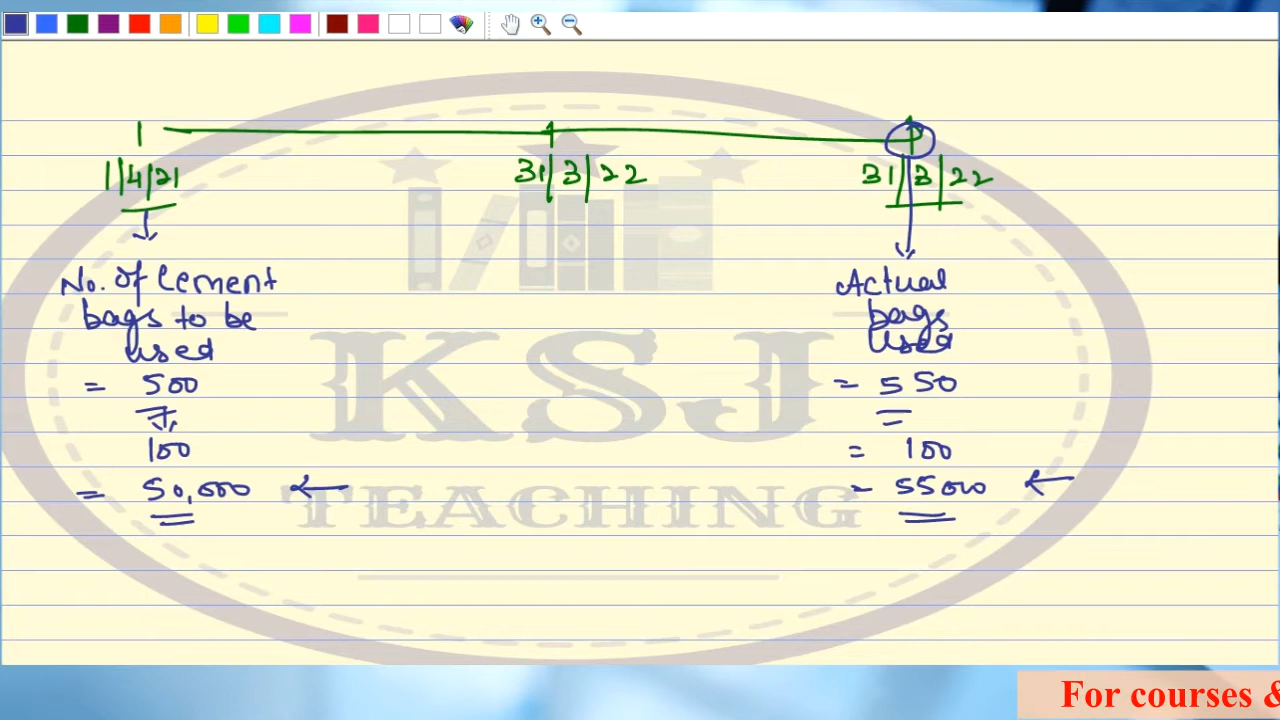 1|4|21
31|3|22
31|3|22
No. Of Cement
bags to be
used
= 500
100
= 50,000
Actual
bags
used
= 550
= 100
= 55000
KSJ
TEACHING
For courses &